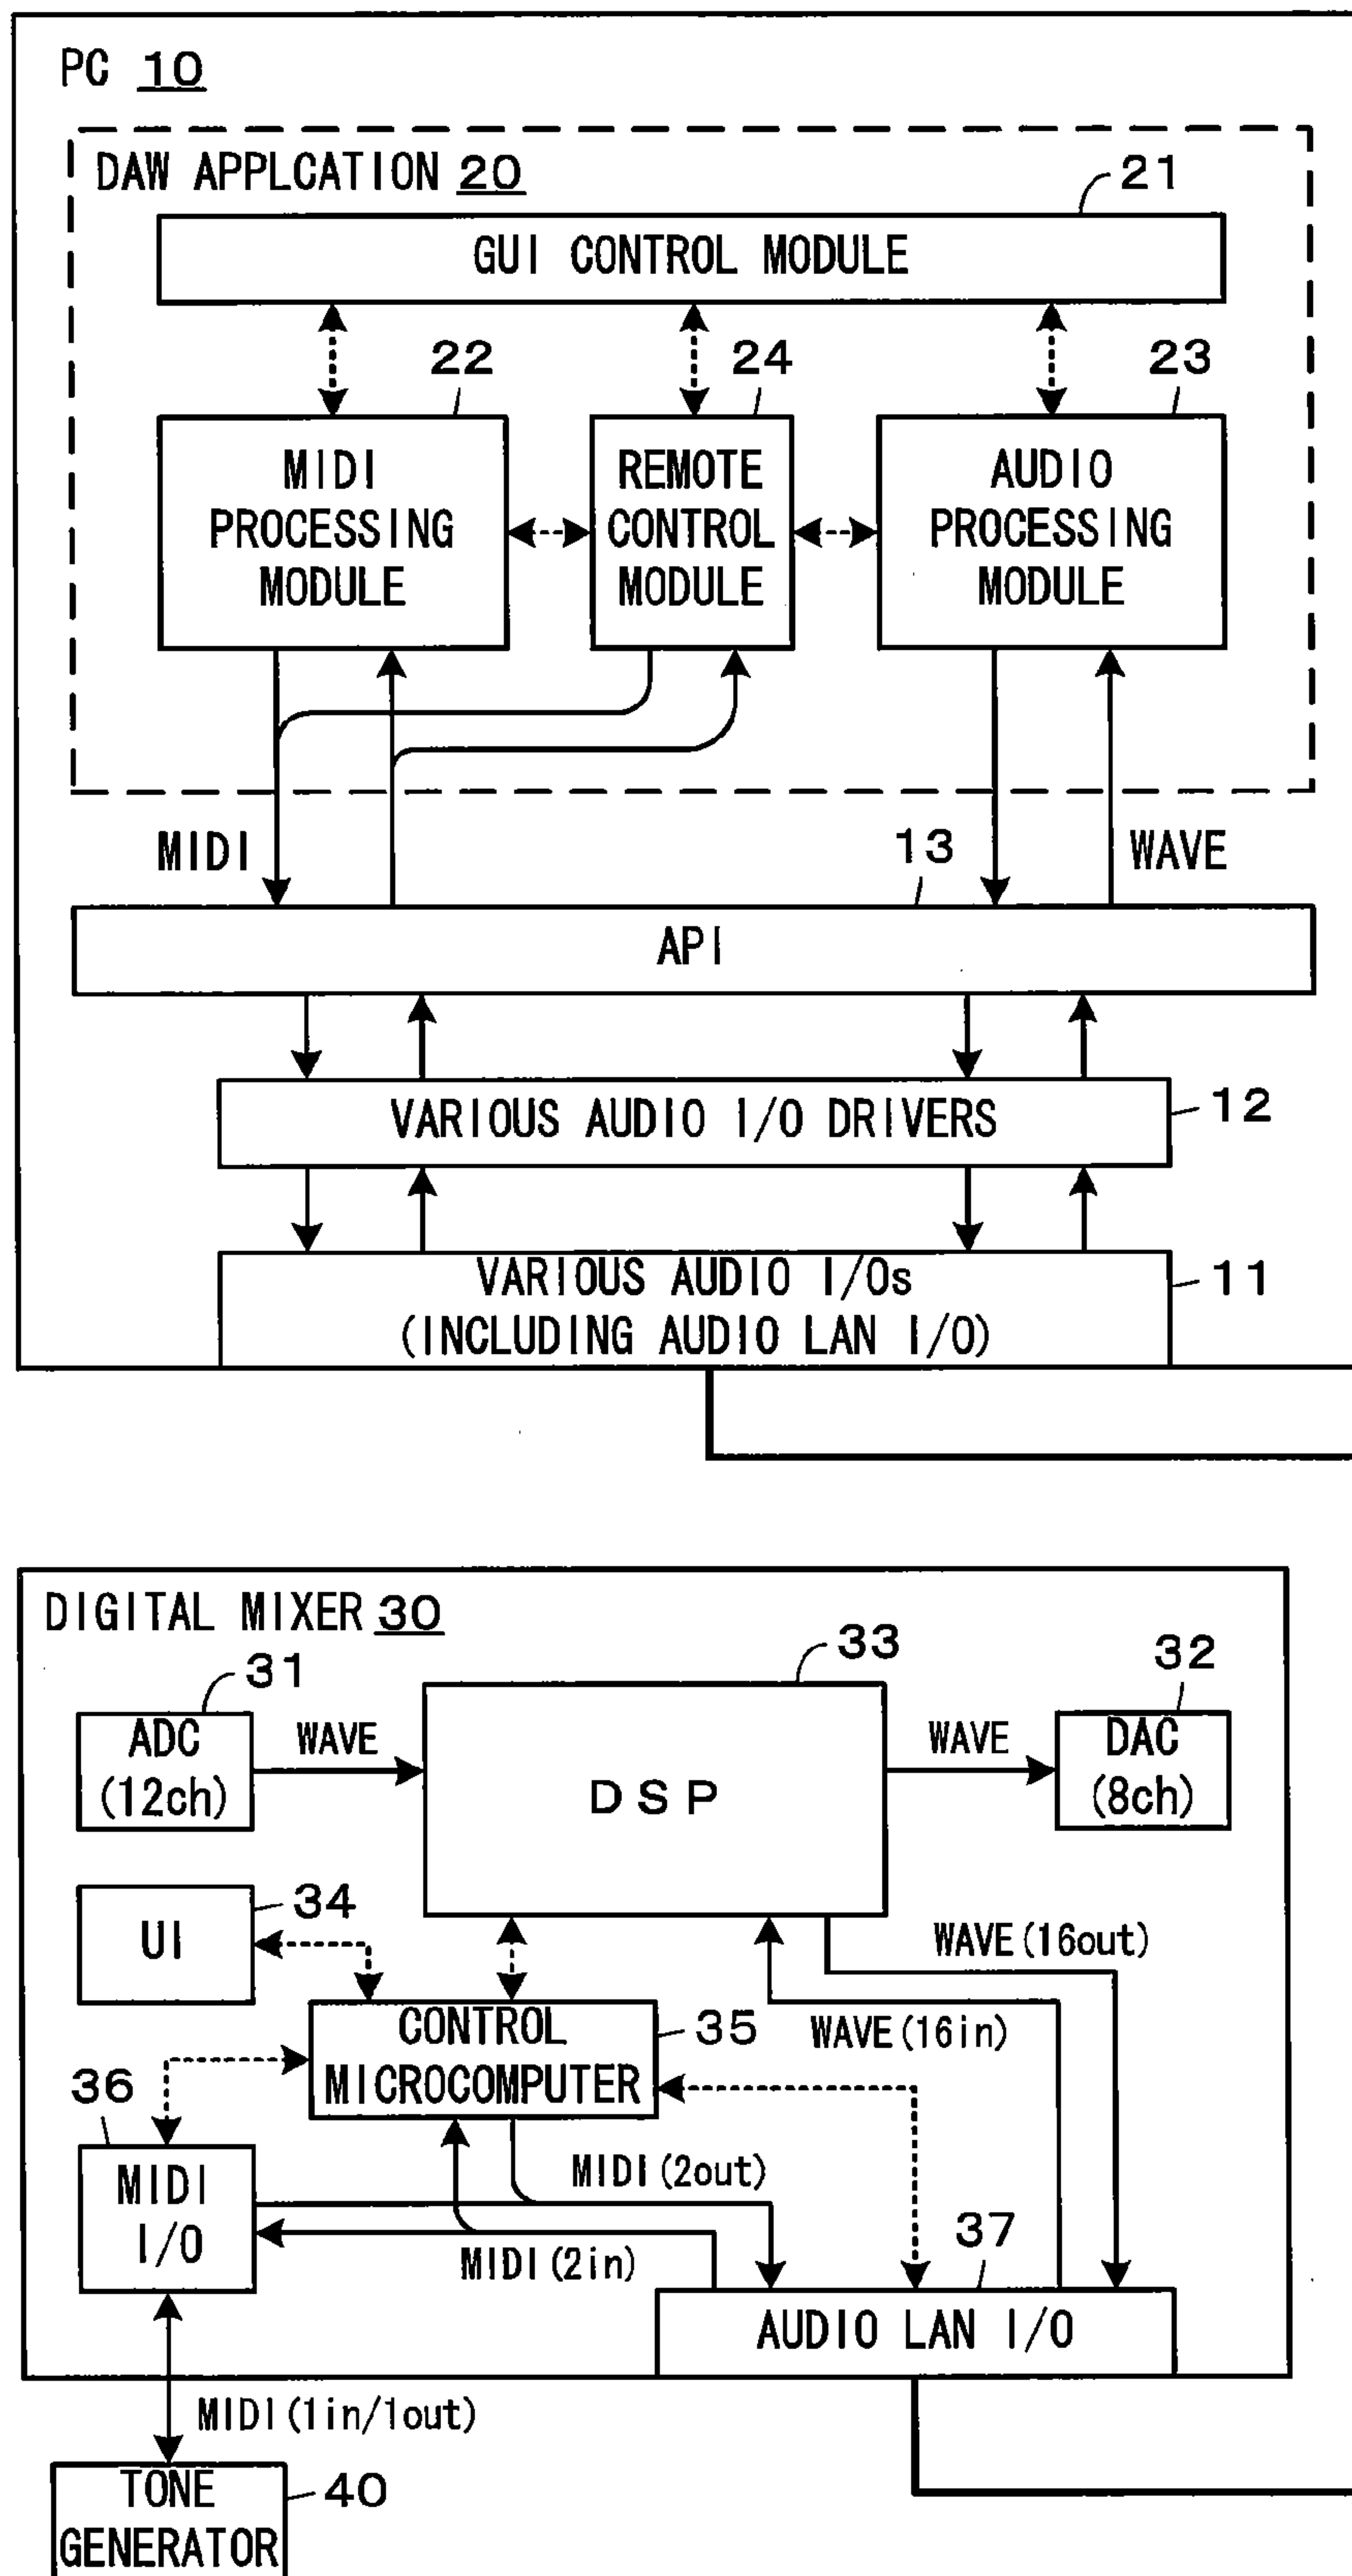 PC 10
DAW APPLCATION 20
21
GUI CONTROL MODULE
22
24
23
MIDI
PROCESSING
MODULE
REMOTE
CONTROL
MODULE
AUDIO
PROCESSING
MODULE
MIDI
13
WAVE
API
VARIOUS AUDIO I/O DRIVERS
12
VARIOUS AUDIO I/Os
(INCLUDING AUDIO LAN I/O)
11
DIGITAL MIXER 30
31
33
32
ADC
(12ch)
WAVE
DSP
WAVE
DAC
(8ch)
34
UI
WAVE(16out)
CONTROL
MICROCOMPUTER
35
WAVE(16in)
36
MIDI
I/O
MIDI(2out)
MIDI(2in)
37
AUDIO LAN I/O
MIDI(1in/1out)
TONE
GENERATOR
40